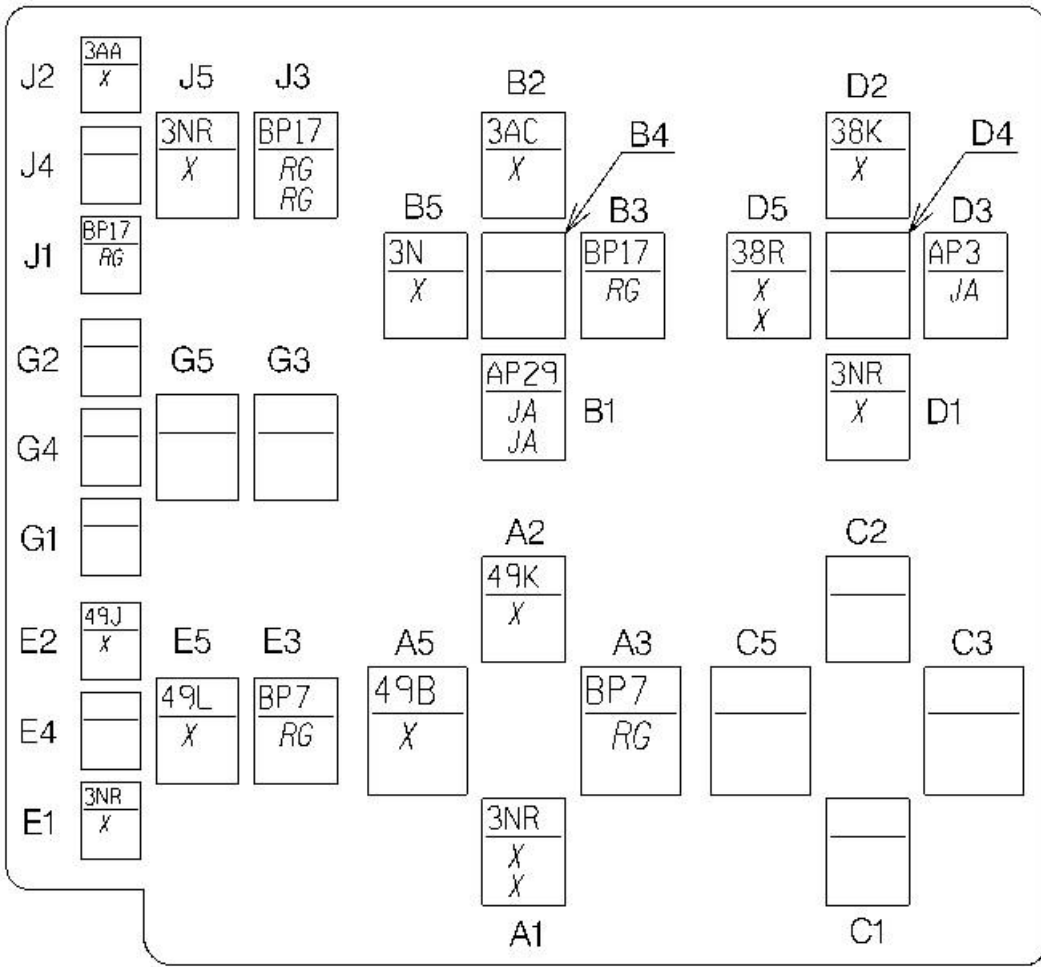 J2
3AA
X
J5
J3
B2
D2
J4
3NR
X
BP17
RG
RG
3AC
X
B4
38K
X
D4
J1
BP17
RG
B5
3N
X
B3
BP17
RG
D5
38R
X
X
D3
AP3
JA
G2
G5
G3
AP29
JA
JA
B1
3NR
X
D1
G4
G1
A2
49K
X
C2
E2
49J
X
E5
E3
A5
A3
C5
C3
E4
49L
X
BP7
RG
49B
X
BP7
RG
E1
3NR
X
3NR
X
X
A1
C1